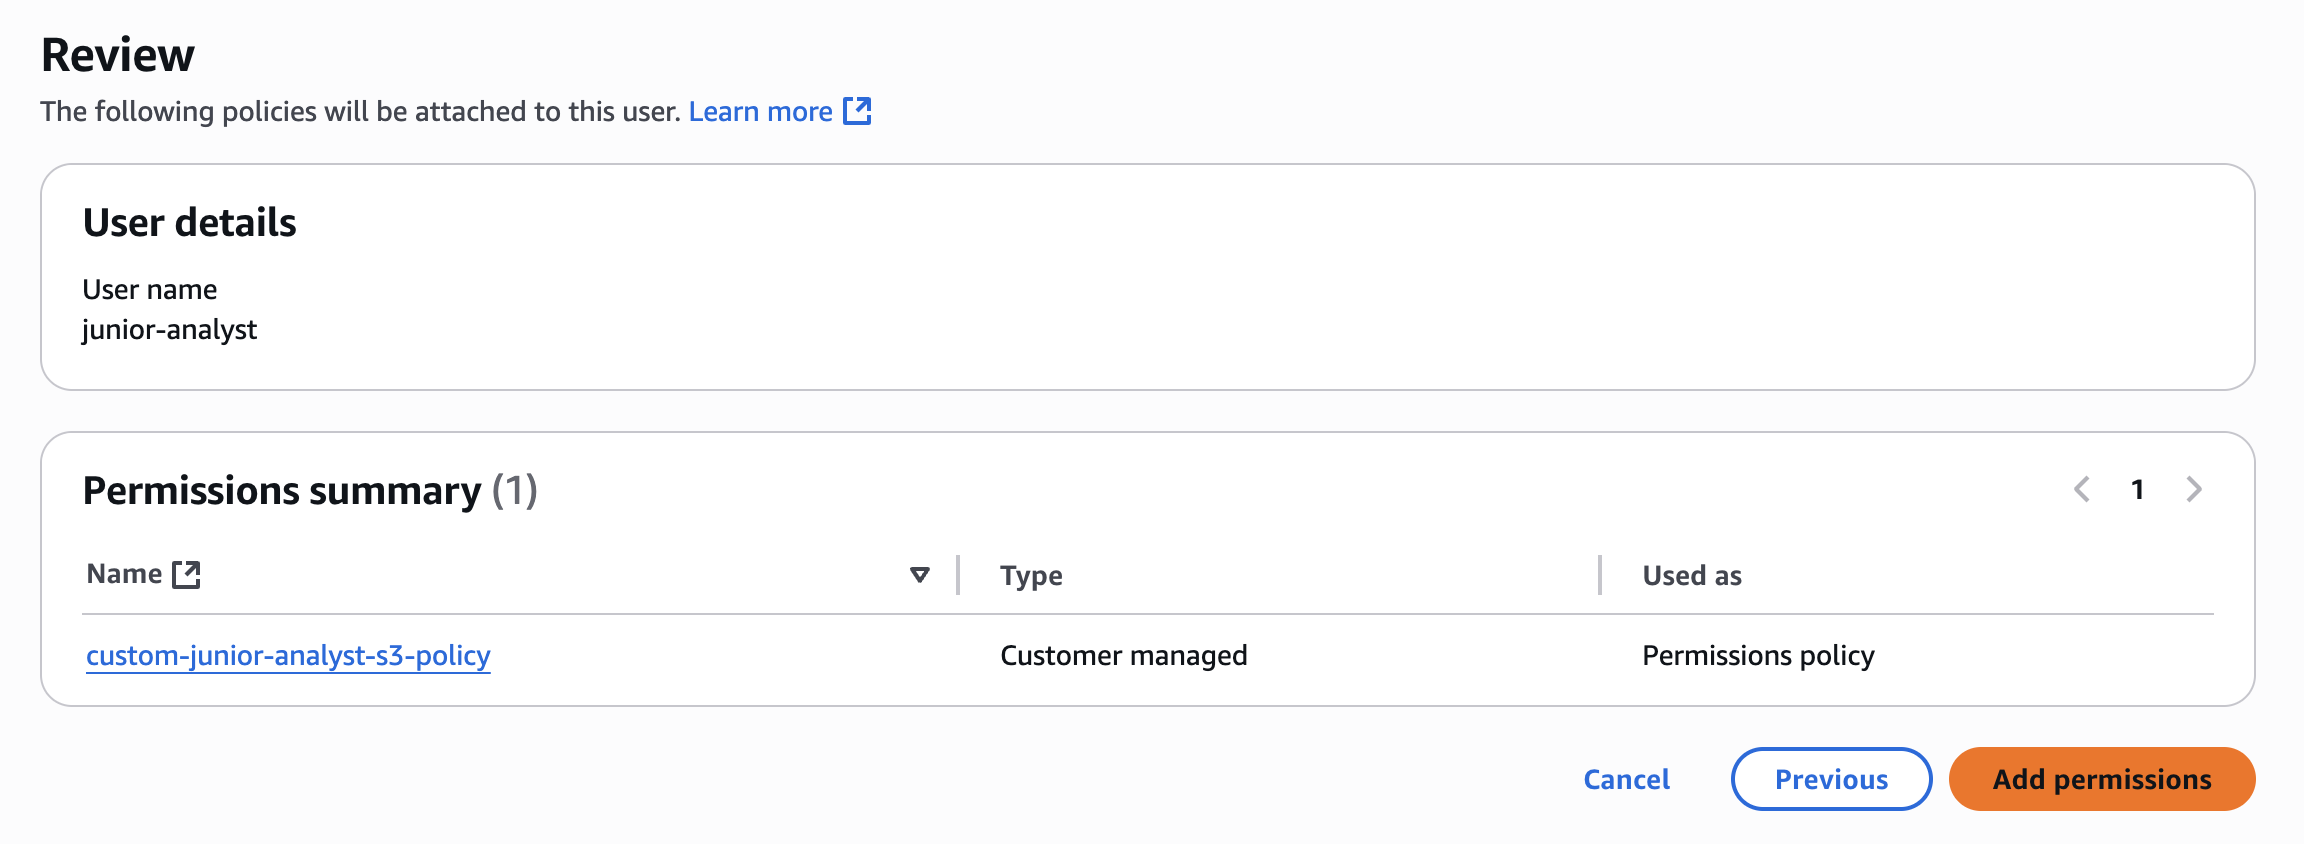 Review
The following policies will be attached to this user. Learn more
User details
User name
junior-analyst
Permissions summary (1)
1
Name
Type
Used as
custom-junior-analyst-s3-policy
Customer managed
Permissions policy
Cancel
Previous
Add permissions